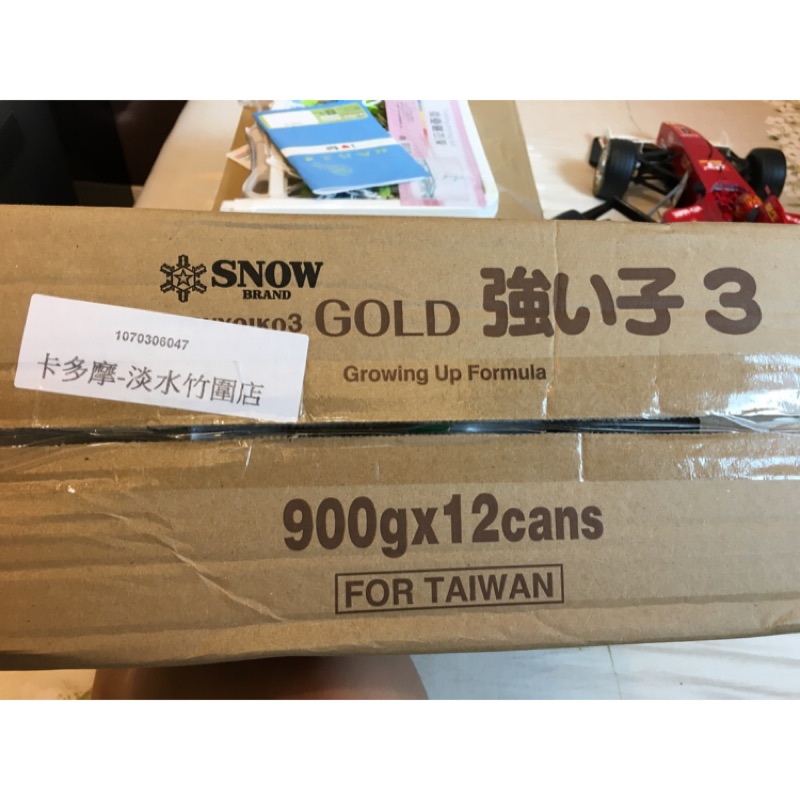 SNOW
BRAND
GOLD 強い子 3
Growing Up Formula
1070306047
卡多摩-淡水竹圍店
900gx12cans
FOR TAIWAN